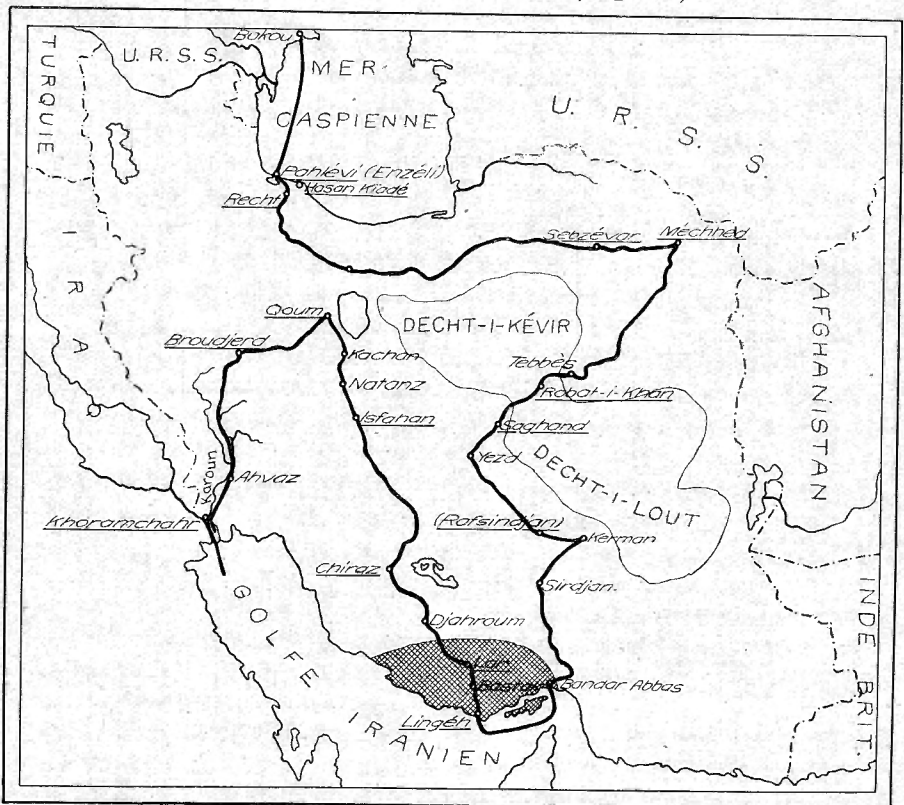 Bakou
U.R.S.S.
TURQUIE
MER
CASPIENNE
U. R. S. S
Pahlévi (Enzéli)
Hasan Kiadé
Recht
Sebzévar
Méchhed
IRAQ
Qoum
DECHT-I-KÉVIR
AFGHANISTAN
Broudjerd
Kachan
Tebbès
Natanz
Robat-i-Khan
Isfahan
Saghand
Yezd
DECHT-I-LOUT
Karoun
Ahvaz
Khoramchahr
(Rafsindjan)
Kerman
Chiraz
Sirdjan
INDE BRIT.
GOLFE
Djahroum
Lar
Bastak
Bandar Abbas
Lingéh
IRANIEN